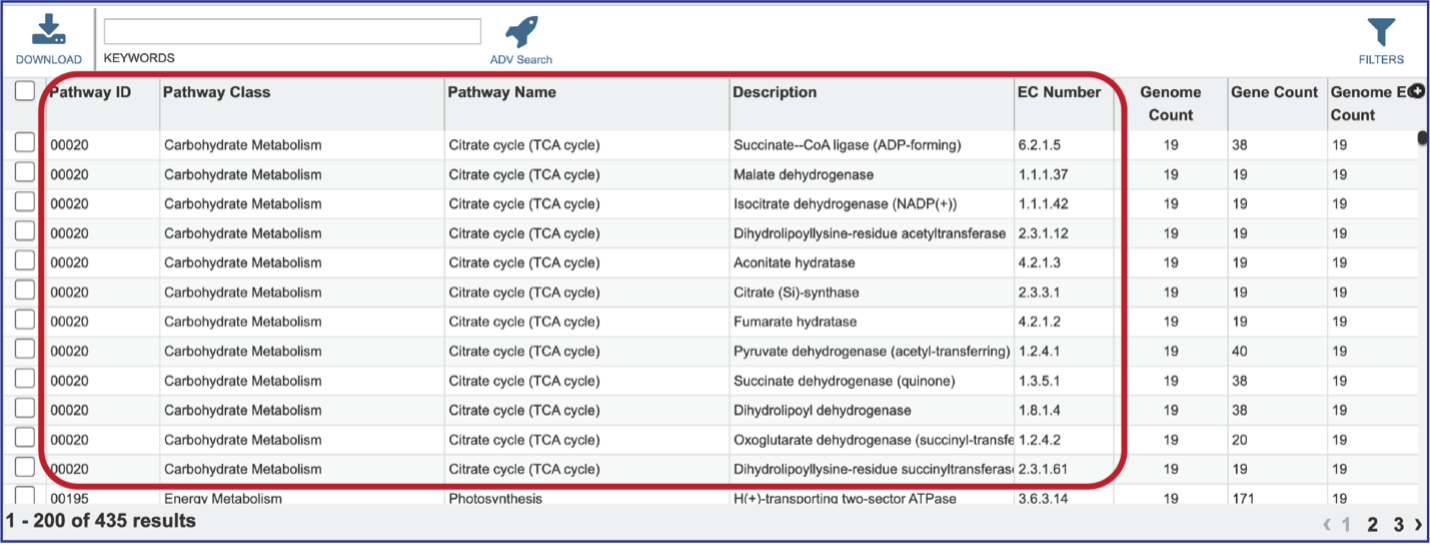 DOWNLOAD KEYWORDS ADV Search FILTERS
Pathway ID Pathway Class Pathway Name Description EC Number Genome Count Gene Count Genome EC Count
00020 Carbohydrate Metabolism Citrate cycle (TCA cycle) Succinate--CoA ligase (ADP-forming) 6.2.1.5 19 38 19
00020 Carbohydrate Metabolism Citrate cycle (TCA cycle) Malate dehydrogenase 1.1.1.37 19 19 19
00020 Carbohydrate Metabolism Citrate cycle (TCA cycle) Isocitrate dehydrogenase (NADP(+)) 1.1.1.42 19 19 19
00020 Carbohydrate Metabolism Citrate cycle (TCA cycle) Dihydrolipoyllysine-residue acetyltransferase 2.3.1.12 19 19 19
00020 Carbohydrate Metabolism Citrate cycle (TCA cycle) Aconitate hydratase 4.2.1.3 19 19 19
00020 Carbohydrate Metabolism Citrate cycle (TCA cycle) Citrate (Si)-synthase 2.3.3.1 19 19 19
00020 Carbohydrate Metabolism Citrate cycle (TCA cycle) Fumarate hydratase 4.2.1.2 19 19 19
00020 Carbohydrate Metabolism Citrate cycle (TCA cycle) Pyruvate dehydrogenase (acetyl-transferring) 1.2.4.1 19 40 19
00020 Carbohydrate Metabolism Citrate cycle (TCA cycle) Succinate dehydrogenase (quinone) 1.3.5.1 19 38 19
00020 Carbohydrate Metabolism Citrate cycle (TCA cycle) Dihydrolipoyl dehydrogenase 1.8.1.4 19 38 19
00020 Carbohydrate Metabolism Citrate cycle (TCA cycle) Oxoglutarate dehydrogenase (succinyl-transfe 1.2.4.2 19 20 19
00020 Carbohydrate Metabolism Citrate cycle (TCA cycle) Dihydrolipoyllysine-residue succinyltransferas 2.3.1.61 19 19 19
00195 Energy Metabolism Photosynthesis H(+)-transporting two-sector ATPase 3.6.3.14 19 171 19
1 - 200 of 435 results ‹ 1 2 3 ›